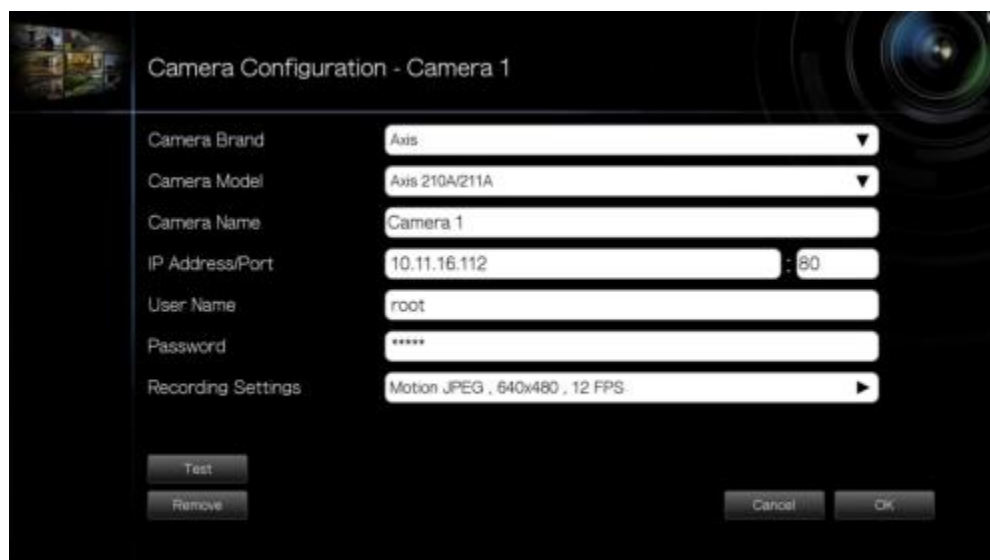 Camera Configuration - Camera 1
Camera Brand Axis ▼
Camera Model Axis 210A/211A ▼
Camera Name Camera 1
IP Address/Port 10.11.16.112 : 80
User Name root
Password *****
Recording Settings Motion JPEG , 640x480 , 12 FPS ►
Test
Remove Cancel OK